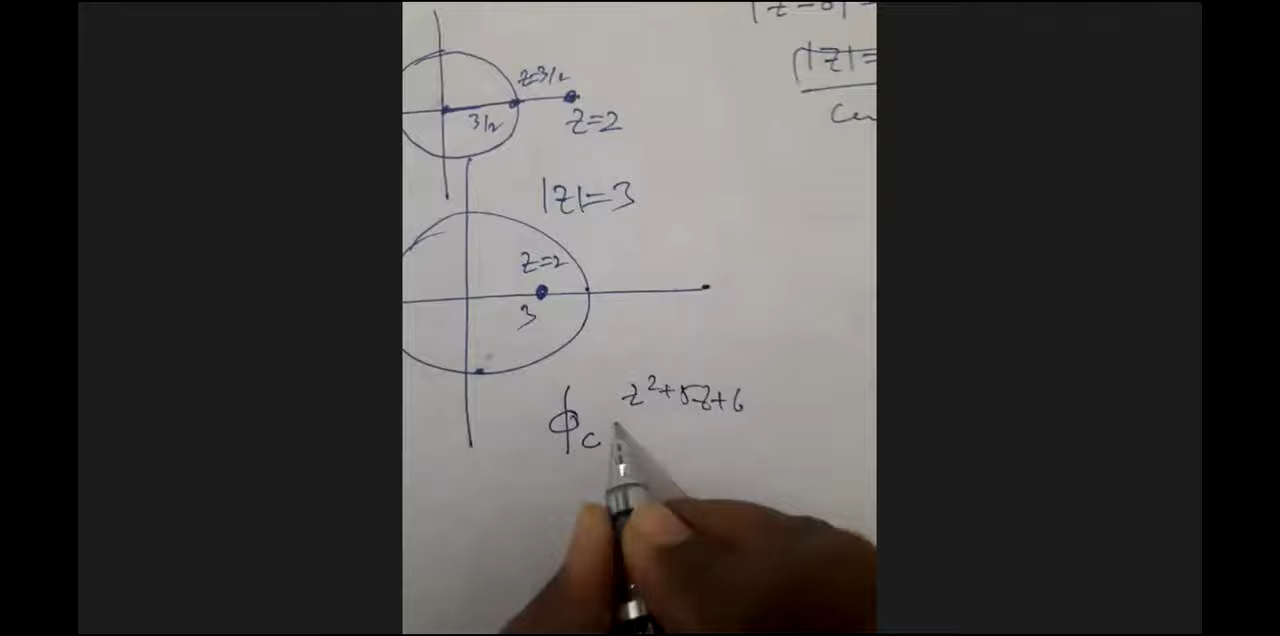 |z|=
z=3/2
3/2
z=2
|z|=3
z=2
3
∮c z²+5z+6